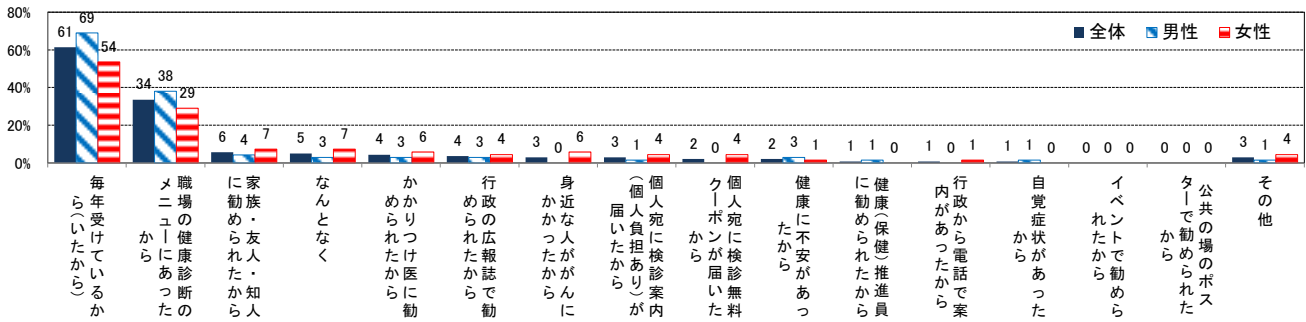 80%
60%
40%
20%
0%
全体 男性 女性
61 69 54
34 38 29
6 4 7
5 3 7
4 3 6
4 3 4
3 0 6
3 1 4
2 0 4
2 3 1
1 1 0
1 0 1
1 1 0
0 0 0
0 0 0
3 1 4
毎年受けているか
ら(いたから)
職場の健康診断の
メニューにあった
から
家族・友人・知人
に勧められたから
なんとなく
かかりつけ医に勧
められたから
行政の広報誌で勧
められたから
身近な人ががんに
かかったから
個人宛に検診案内
(個人負担あり)が
届いたから
個人宛に検診無料
クーポンが届いた
から
健康に不安があっ
たから
健康(保健)推進員
に勧められたから
行政から電話で案
内があったから
自覚症状があった
から
イベントで勧めら
れたから
公共の場のポス
ターで勧められた
から
その他